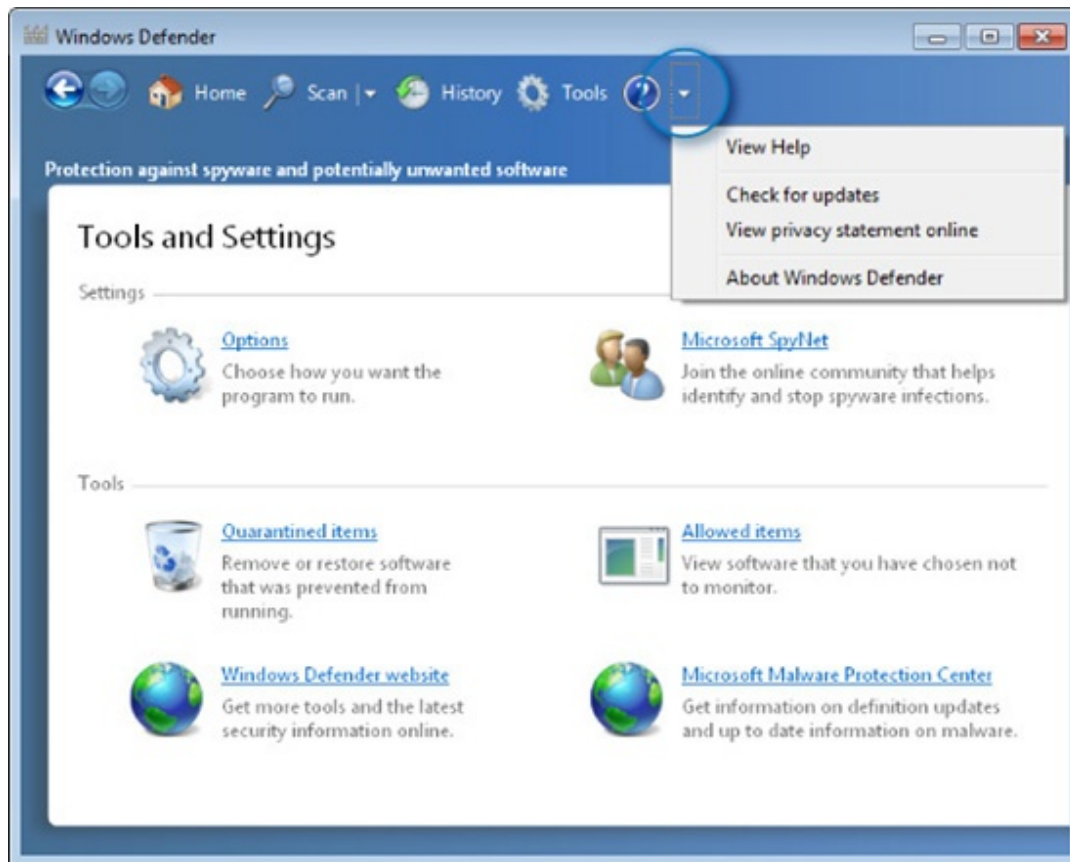 Windows Defender
Home Scan History Tools ?
View Help
Check for updates
View privacy statement online
About Windows Defender
Protection against spyware and potentially unwanted software
Tools and Settings
Settings
Options
Choose how you want the
program to run.
Microsoft SpyNet
Join the online community that helps
identify and stop spyware infections.
Tools
Quarantined items
Remove or restore software
that was prevented from
running.
Allowed items
View software that you have chosen not
to monitor.
Windows Defender website
Get more tools and the latest
security information online.
Microsoft Malware Protection Center
Get information on definition updates
and up to date information on malware.